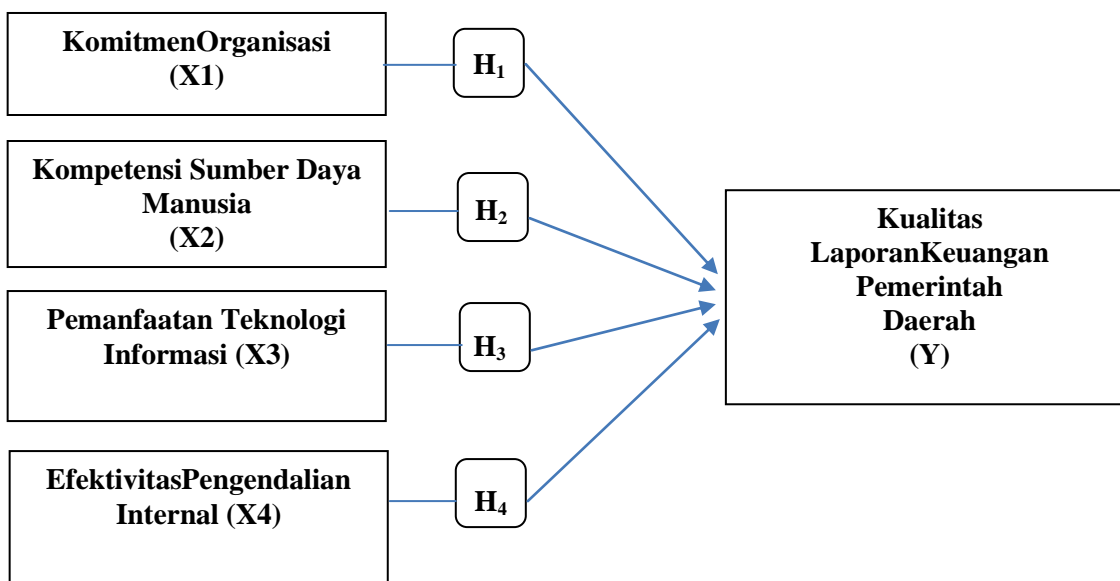 KomitmenOrganisasi
(X1)
H₁
Kompetensi Sumber Daya
Manusia
(X2)
H₂
Pemanfaatan Teknologi
Informasi (X3)
H₃
EfektivitasPengendalian
Internal (X4)
H₄
Kualitas
LaporanKeuangan
Pemerintah
Daerah
(Y)